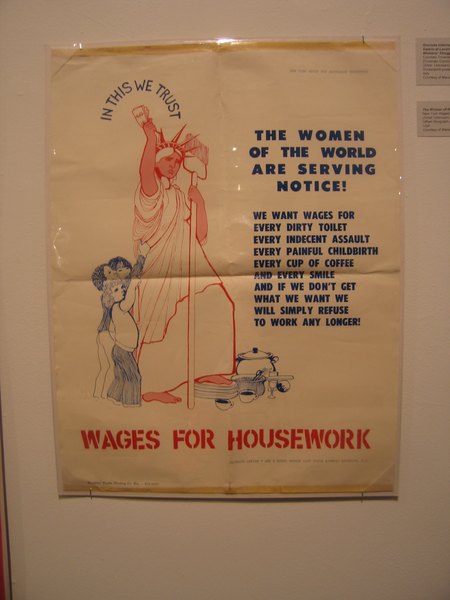 IN THIS WE TRUST
THE WOMEN
OF THE WORLD
ARE SERVING
NOTICE!
WE WANT WAGES FOR
EVERY DIRTY TOILET
EVERY INDECENT ASSAULT
EVERY PAINFUL CHILDBIRTH
EVERY CUP OF COFFEE
AND EVERY SMILE
AND IF WE DON'T GET
WHAT WE WANT WE
WILL SIMPLY REFUSE
TO WORK ANY LONGER!
WAGES FOR HOUSEWORK